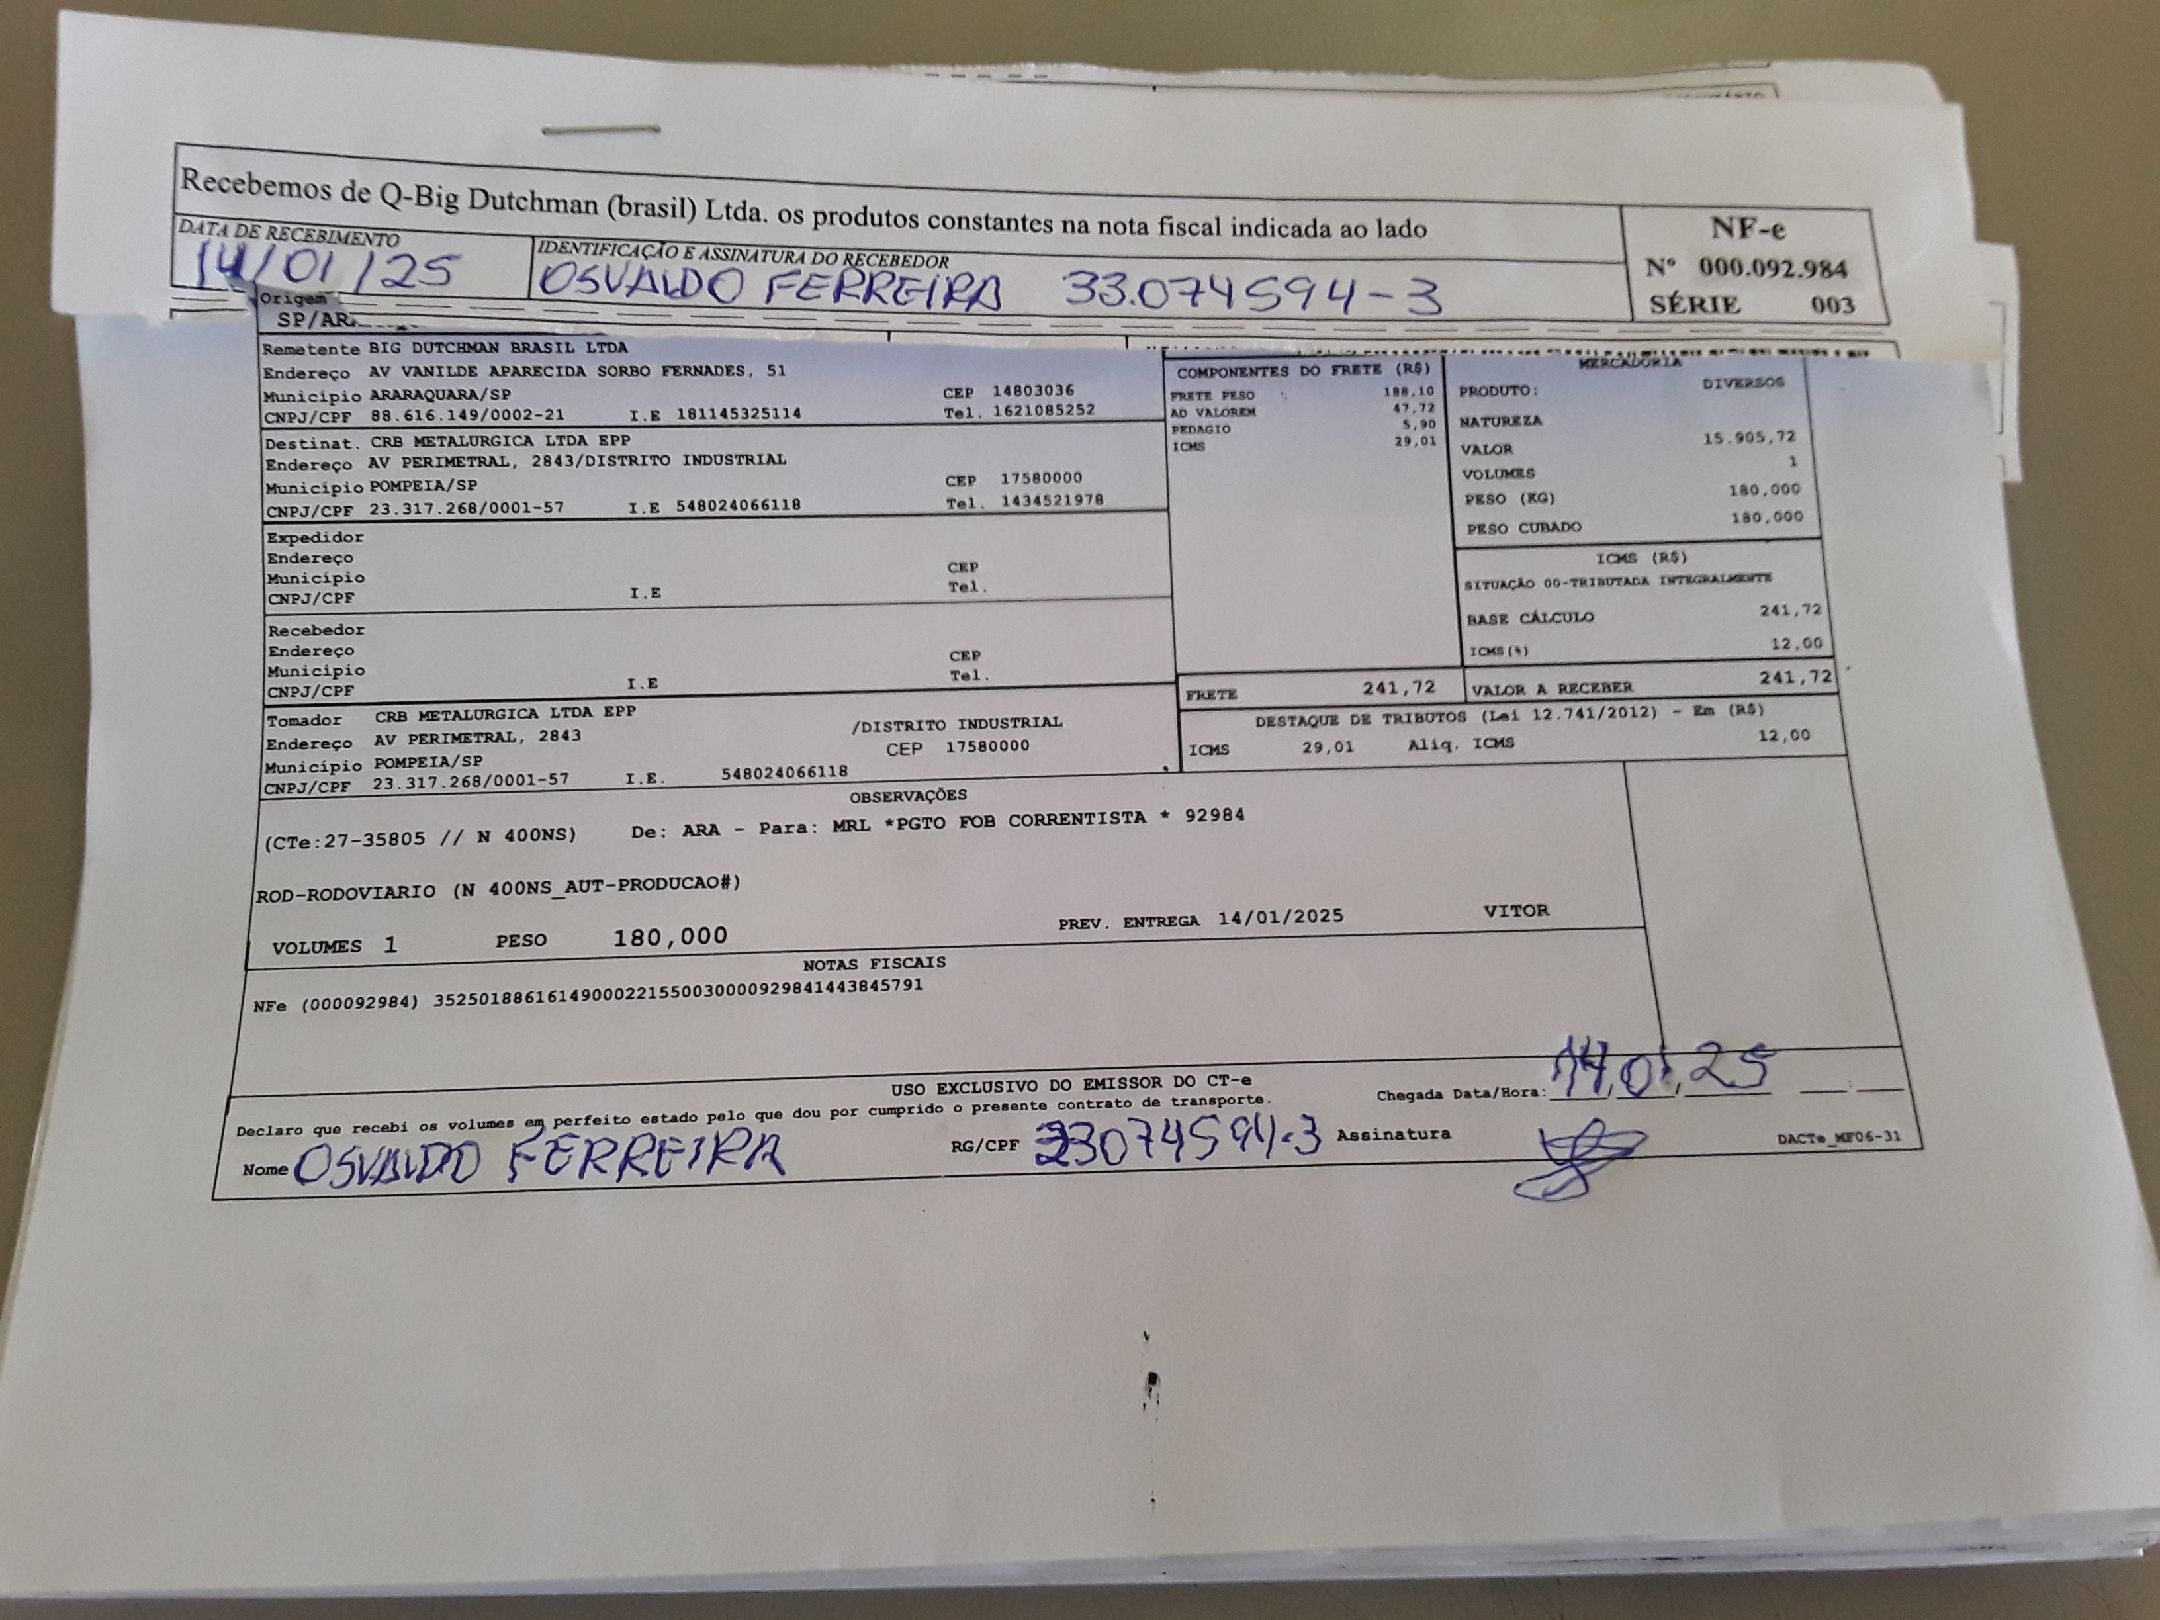 Recebemos de Q-Big Dutchman (brasil) Ltda. os produtos constantes na nota fiscal indicada ao lado
NF-e
Nº 000.092.984
SÉRIE 003
DATA DE RECEBIMENTO
14/01/25
IDENTIFICAÇÃO E ASSINATURA DO RECEBEDOR
OSVALDO FERREIRA 33.074594-3
Origem
SP/AR
Remetente BIG DUTCHMAN BRASIL LTDA
Endereço AV VANILDE APARECIDA SORBO FERNADES, 51
Município ARARAQUARA/SP CEP 14803036
CNPJ/CPF 88.616.149/0002-21 I.E 181145325114 Tel. 1621085252
Destinat. CRB METALURGICA LTDA EPP
Endereço AV PERIMETRAL, 2843/DISTRITO INDUSTRIAL
Município POMPEIA/SP CEP 17580000
CNPJ/CPF 23.317.268/0001-57 I.E 548024066118 Tel. 1434521978
Expedidor
Endereço
Município CEP
CNPJ/CPF I.E Tel.
Recebedor
Endereço
Município CEP
CNPJ/CPF I.E Tel.
Tomador CRB METALURGICA LTDA EPP
Endereço AV PERIMETRAL, 2843 /DISTRITO INDUSTRIAL
Município POMPEIA/SP CEP 17580000
CNPJ/CPF 23.317.268/0001-57 I.E. 548024066118
COMPONENTES DO FRETE (R$)
FRETE PESO 188,10
AD VALOREM 47,72
PEDAGIO 5,90
ICMS 29,01
FRETE 241,72
MERCADORIA
PRODUTO: DIVERSOS
NATUREZA
VALOR 15.905,72
VOLUMES 1
PESO (KG) 180,000
PESO CUBADO 180,000
ICMS (R$)
SITUAÇÃO 00-TRIBUTADA INTEGRALMENTE
BASE CÁLCULO 241,72
ICMS(%) 12,00
VALOR A RECEBER 241,72
DESTAQUE DE TRIBUTOS (Lei 12.741/2012) - Em (R$)
ICMS 29,01 Aliq. ICMS 12,00
OBSERVAÇÕES
(CTe:27-35805 // N 400NS) De: ARA - Para: MRL *PGTO FOB CORRENTISTA * 92984
ROD-RODOVIARIO (N 400NS_AUT-PRODUCAO#)
VOLUMES 1 PESO 180,000 PREV. ENTREGA 14/01/2025 VITOR
NOTAS FISCAIS
NFe (000092984) 35250188616149000221550030000929841443845791
USO EXCLUSIVO DO EMISSOR DO CT-e
Declaro que recebi os volumes em perfeito estado pelo que dou por cumprido o presente contrato de transporte.
Chegada Data/Hora: 14,01,25 :
Nome OSVALDO FERREIRA RG/CPF 33074594-3 Assinatura
DACTe_MF06-31